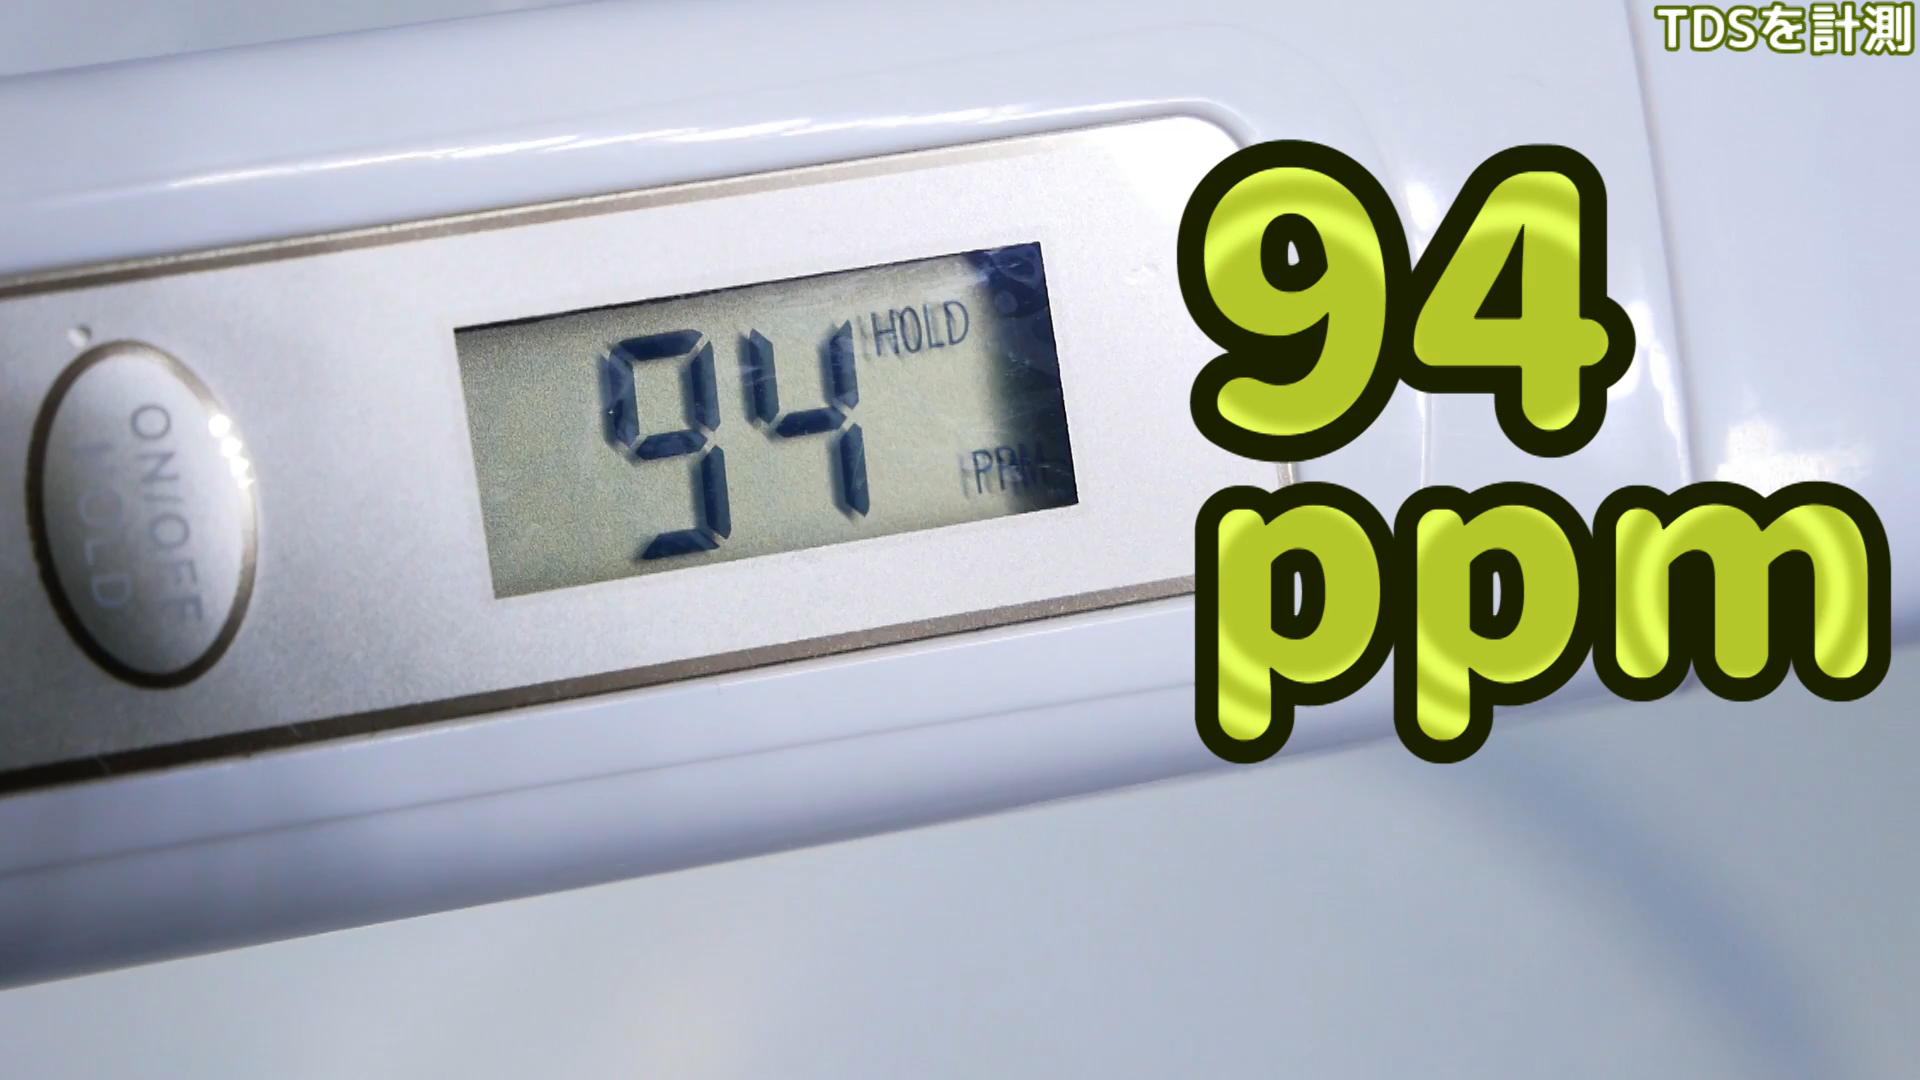 TDSを計測
94
ppm
94
HOLD
PPM
ON/OFF
HOLD